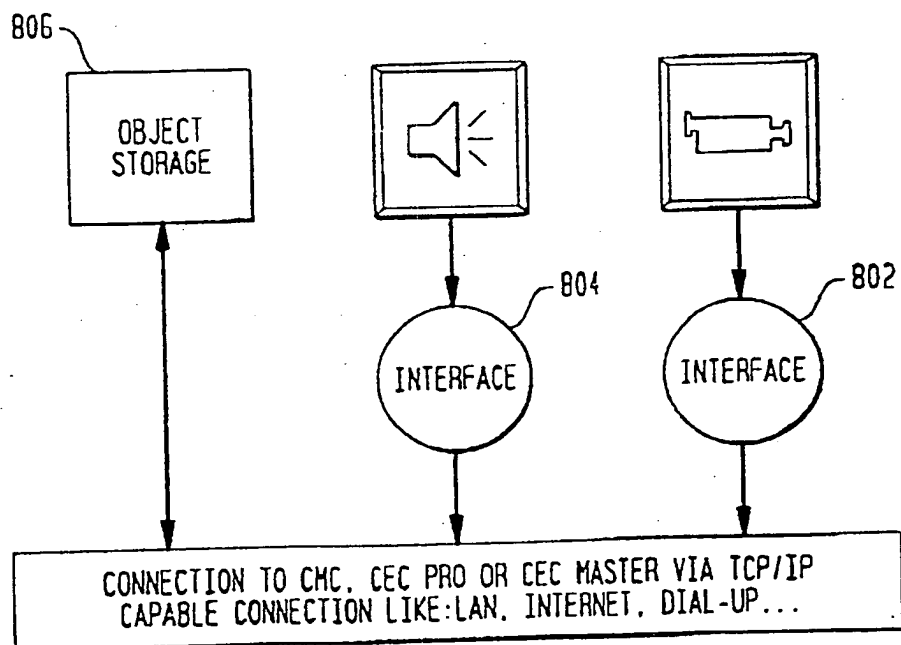 806
OBJECT
STORAGE
804
802
INTERFACE
INTERFACE
CONNECTION TO CMC, CEC PRO OR CEC MASTER VIA TCP/IP
CAPABLE CONNECTION LIKE:LAN, INTERNET, DIAL-UP...